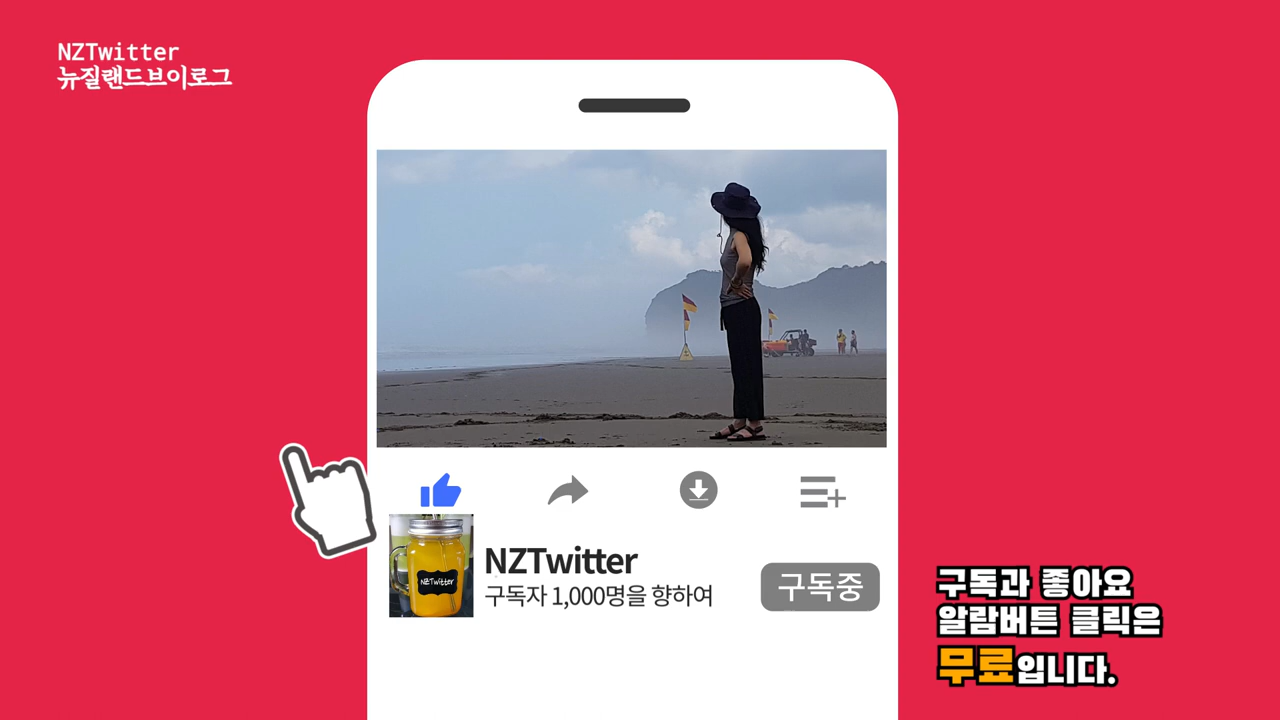 NZTwitter
뉴질랜드브이로그
NZTwitter
NZTwitter
구독자 1,000명을 향하여
구독중
구독과 좋아요
알람버튼 클릭은
무료입니다.